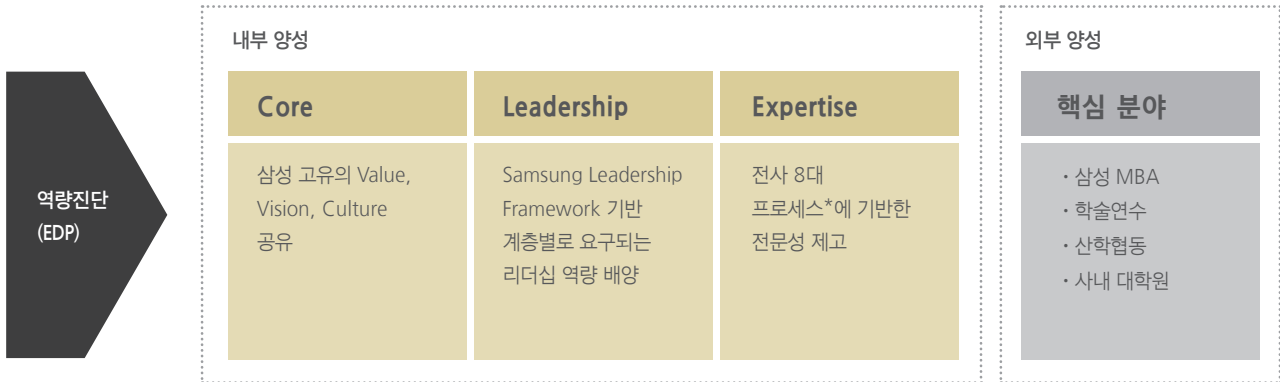 역량진단
(EDP)
내부 양성
Core
삼성 고유의 Value,
Vision, Culture
공유
Leadership
Samsung Leadership
Framework 기반
계층별로 요구되는
리더십 역량 배양
Expertise
전사 8대
프로세스*에 기반한
전문성 제고
외부 양성
핵심 분야
· 삼성 MBA
· 학술연수
· 산학협동
· 사내 대학원